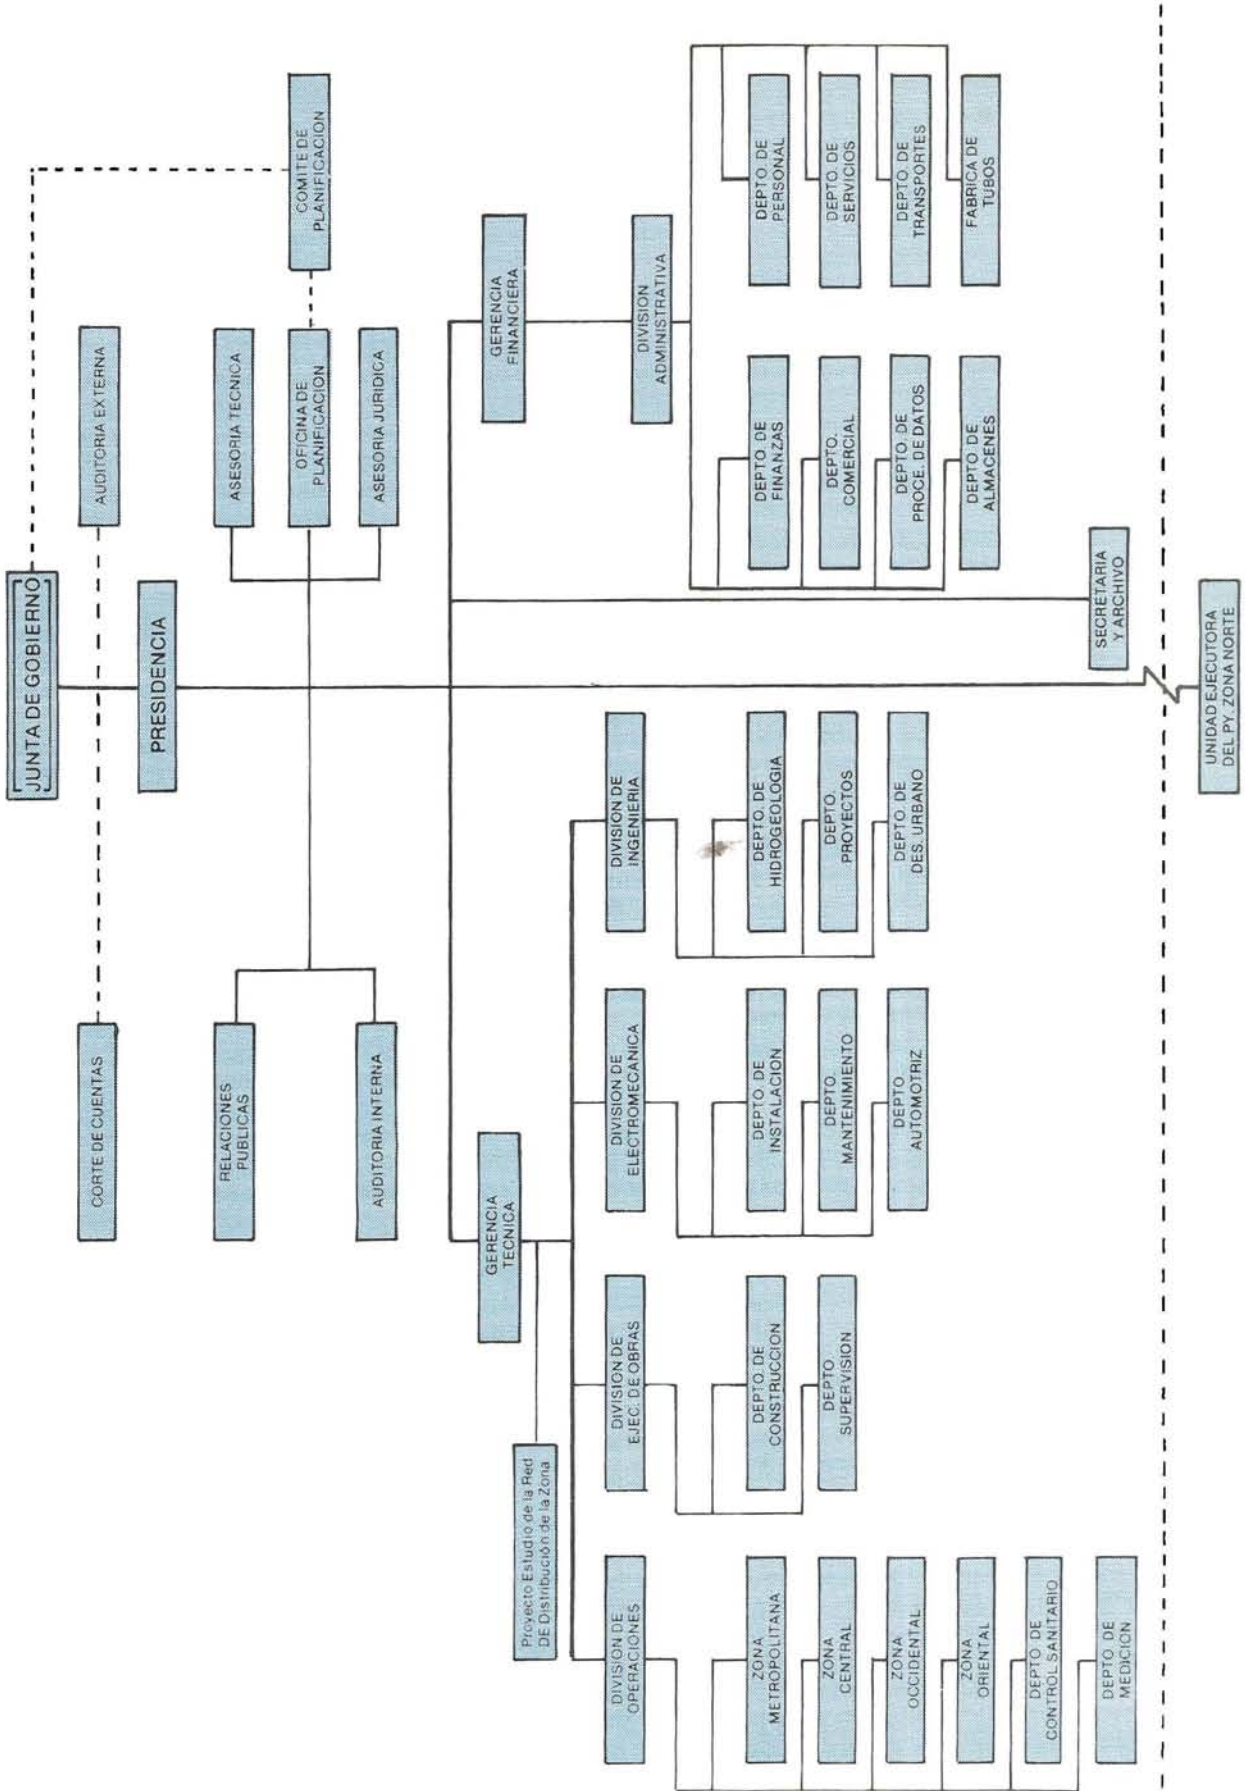 [JUNTA DE GOBIERNO]
CORTE DE CUENTAS
AUDITORIA EXTERNA
PRESIDENCIA
COMITE DE
PLANIFICACION
RELACIONES
PUBLICAS
AUDITORIA INTERNA
ASESORIA TECNICA
OFICINA DE
PLANIFICACION
ASESORIA JURIDICA
GERENCIA
TECNICA
GERENCIA
FINANCIERA
Proyecto Estudio de la Red
DE Distribución de la Zona
DIVISION DE
OPERACIONES
DIVISION DE
EJEC. DE OBRAS
DIVISION DE
ELECTROMECANICA
DIVISION DE
INGENIERIA
DIVISION
ADMINISTRATIVA
ZONA
METROPOLITANA
ZONA
CENTRAL
ZONA
OCCIDENTAL
ZONA
ORIENTAL
DEPTO DE
CONTROL SANITARIO
DEPTO DE
MEDICION
DEPTO. DE
CONSTRUCCION
DEPTO.
SUPERVISION
DEPTO. DE
INSTALACION
DEPTO.
MANTENIMIENTO
DEPTO
AUTOMOTRIZ
DEPTO. DE
HIDROGEOLOGIA
DEPTO.
PROYECTOS
DEPTO. DE
DES. URBANO
DEPTO. DE
FINANZAS
DEPTO.
COMERCIAL
DEPTO. DE
PROCE. DE DATOS
DEPTO. DE
ALMACENES
DEPTO. DE
PERSONAL
DEPTO. DE
SERVICIOS
DEPTO. DE
TRANSPORTES
FABRICA DE
TUBOS
SECRETARIA
Y ARCHIVO
UNIDAD EJECUTORA
DEL PY. ZONA NORTE